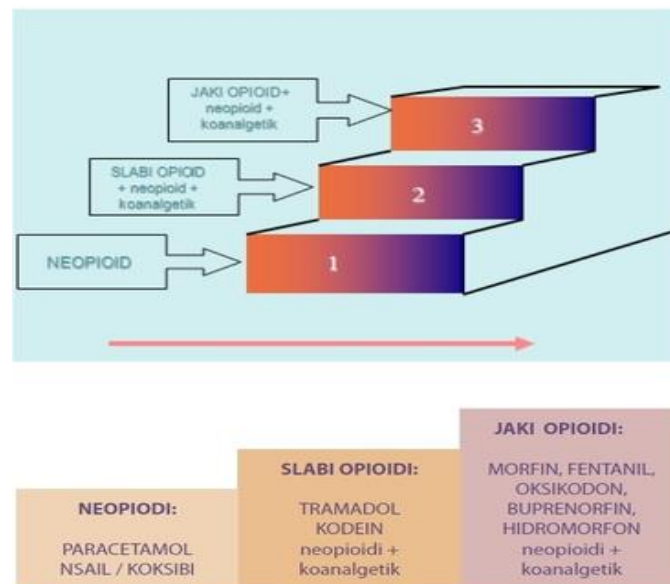 JAKI OPIOID+
neopioid +
koanalgetik
3
SLABI OPIOID
+ neopioid +
koanalgetik
2
NEOPIOID
1
JAKI OPIOIDI:
MORFIN, FENTANIL,
OKSIKODON,
BUPRENORFIN,
HIDROMORFON
neopioidi +
koanalgetik
SLABI OPIOIDI:
TRAMADOL
KODEIN
neopioidi +
koanalgetik
NEOPIODI:
PARACETAMOL
NSAIL / KOKSIBI